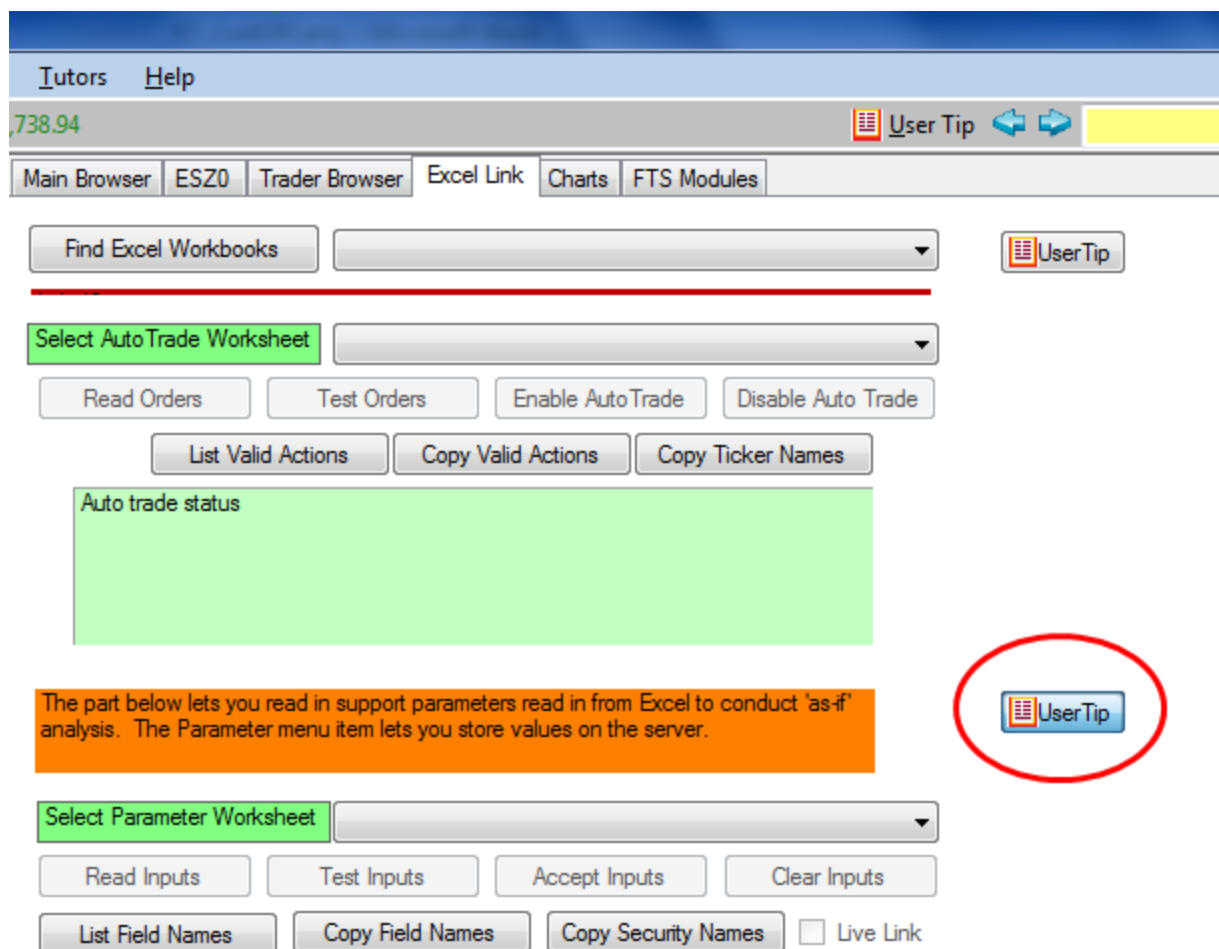 Tutors Help
,738.94 User Tip
Main Browser ESZ0 Trader Browser Excel Link Charts FTS Modules
Find Excel Workbooks UserTip
Select AutoTrade Worksheet
Read Orders Test Orders Enable AutoTrade Disable Auto Trade
List Valid Actions Copy Valid Actions Copy Ticker Names
Auto trade status
The part below lets you read in support parameters read in from Excel to conduct 'as-if'
analysis. The Parameter menu item lets you store values on the server.
UserTip
Select Parameter Worksheet
Read Inputs Test Inputs Accept Inputs Clear Inputs
List Field Names Copy Field Names Copy Security Names Live Link